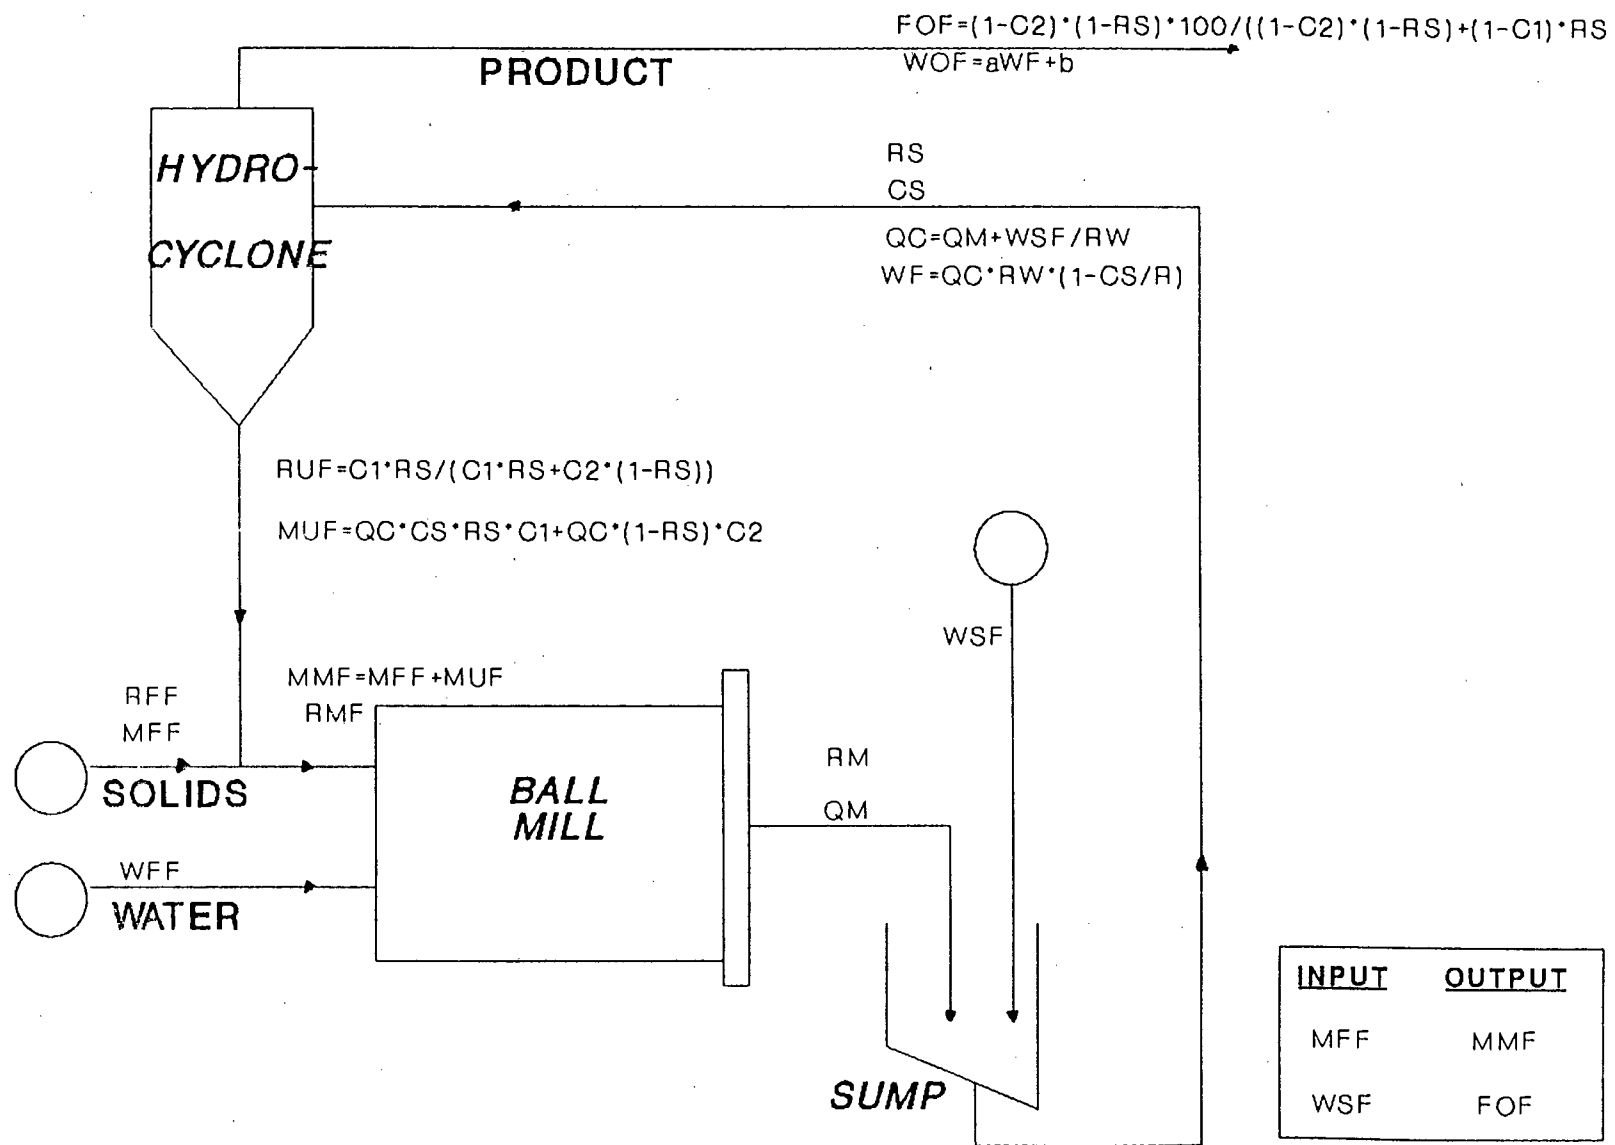 FOF=(1-C2)*(1-RS)*100/((1-C2)*(1-RS)+(1-C1)*RS
PRODUCT
WOF=aWF+b
HYDRO-
CYCLONE
RS
CS
QC=QM+WSF/RW
WF=QC*RW*(1-CS/R)
RUF=C1*RS/(C1*RS+C2*(1-RS))
MUF=QC*CS*RS*C1+QC*(1-RS)*C2
WSF
MMF=MFF+MUF
RMF
RFF
MFF
SOLIDS
BALL
MILL
RM
QM
WFF
WATER
SUMP
INPUT OUTPUT
MFF MMF
WSF FOF